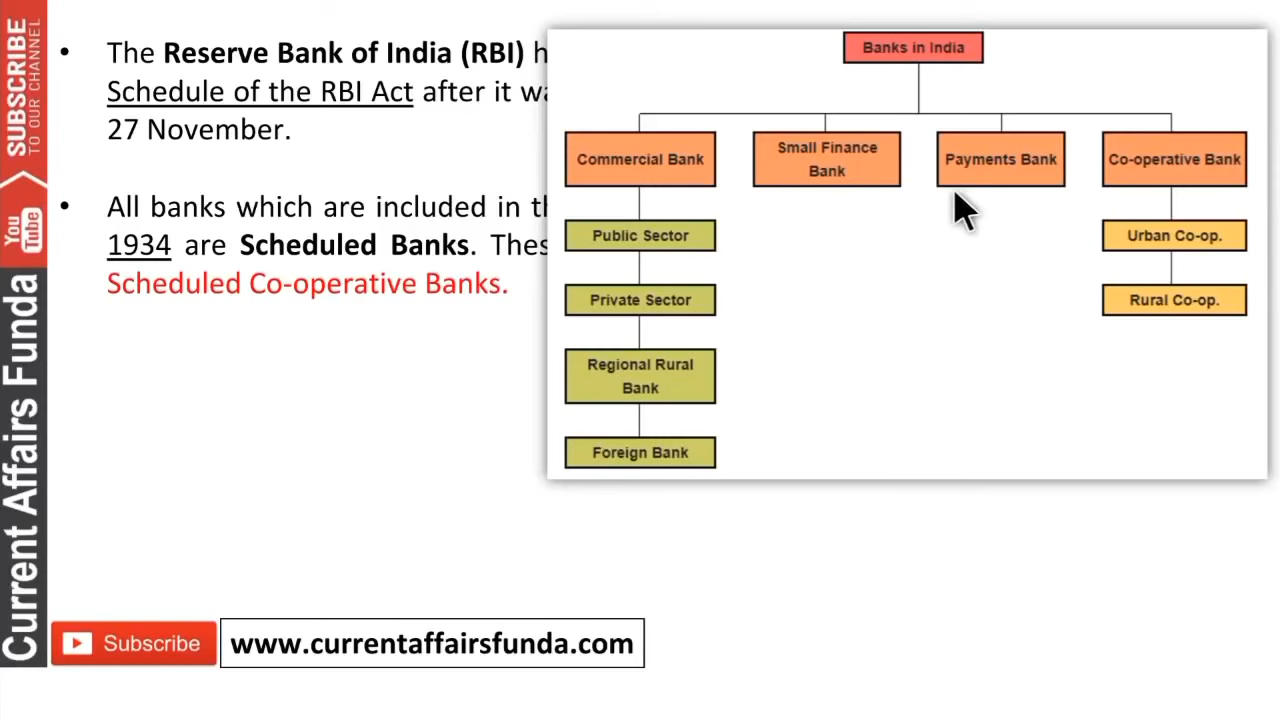 SUBSCRIBE
TO OUR CHANNEL
You
Tube
Current Affairs Funda
• The Reserve Bank of India (RBI)
Schedule of the RBI Act after it
27 November.
• All banks which are included in
1934 are Scheduled Banks.
Scheduled Co-operative Banks.
Banks in India
Commercial Bank
Small Finance
Bank
Payments Bank
Co-operative Bank
Public Sector
Urban Co-op.
Private Sector
Rural Co-op.
Regional Rural
Bank
Foreign Bank
Subscribe
www.currentaffairsfunda.com